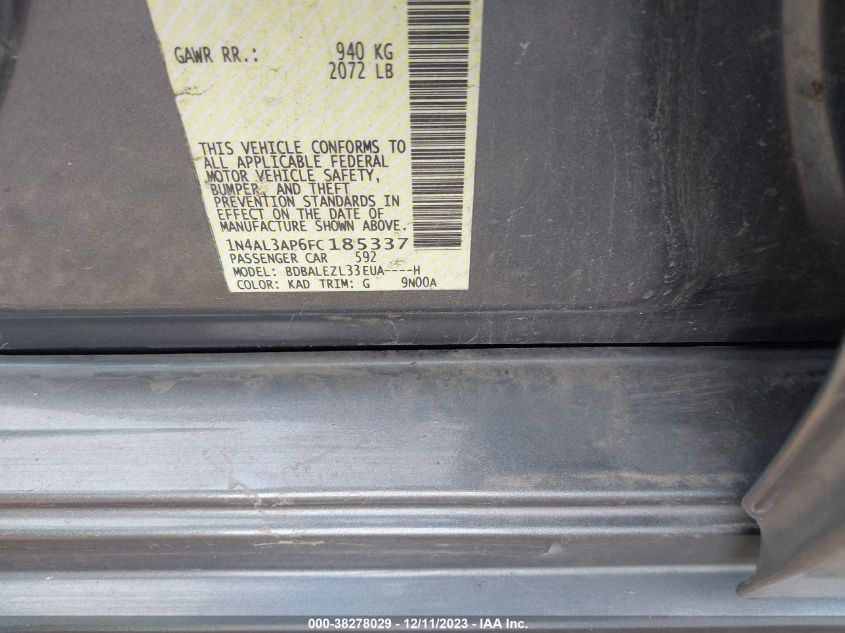 GAWR RR.: 940 KG
2072 LB
THIS VEHICLE CONFORMS TO
ALL APPLICABLE FEDERAL
MOTOR VEHICLE SAFETY,
BUMPER, AND THEFT
PREVENTION STANDARDS IN
EFFECT ON THE DATE OF
MANUFACTURE SHOWN ABOVE.
1N4AL3AP6FC185337
PASSENGER CAR 592
MODEL: BDBALEZL33EUA----H
COLOR: KAD TRIM: G 9N00A
000-38278029 - 12/11/2023 - IAA Inc.